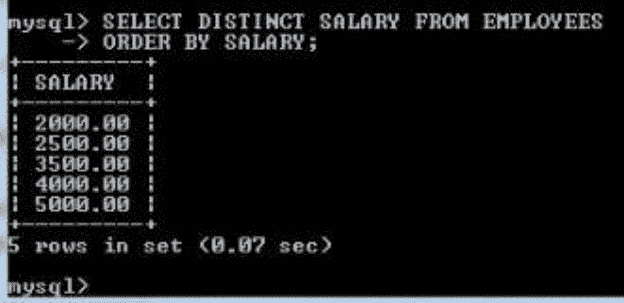 mysql> SELECT DISTINCT SALARY FROM EMPLOYEES
    -> ORDER BY SALARY;
+---------+
| SALARY  |
+---------+
| 2000.00 |
| 2500.00 |
| 3500.00 |
| 4000.00 |
| 5000.00 |
+---------+
5 rows in set (0.07 sec)
mysql>